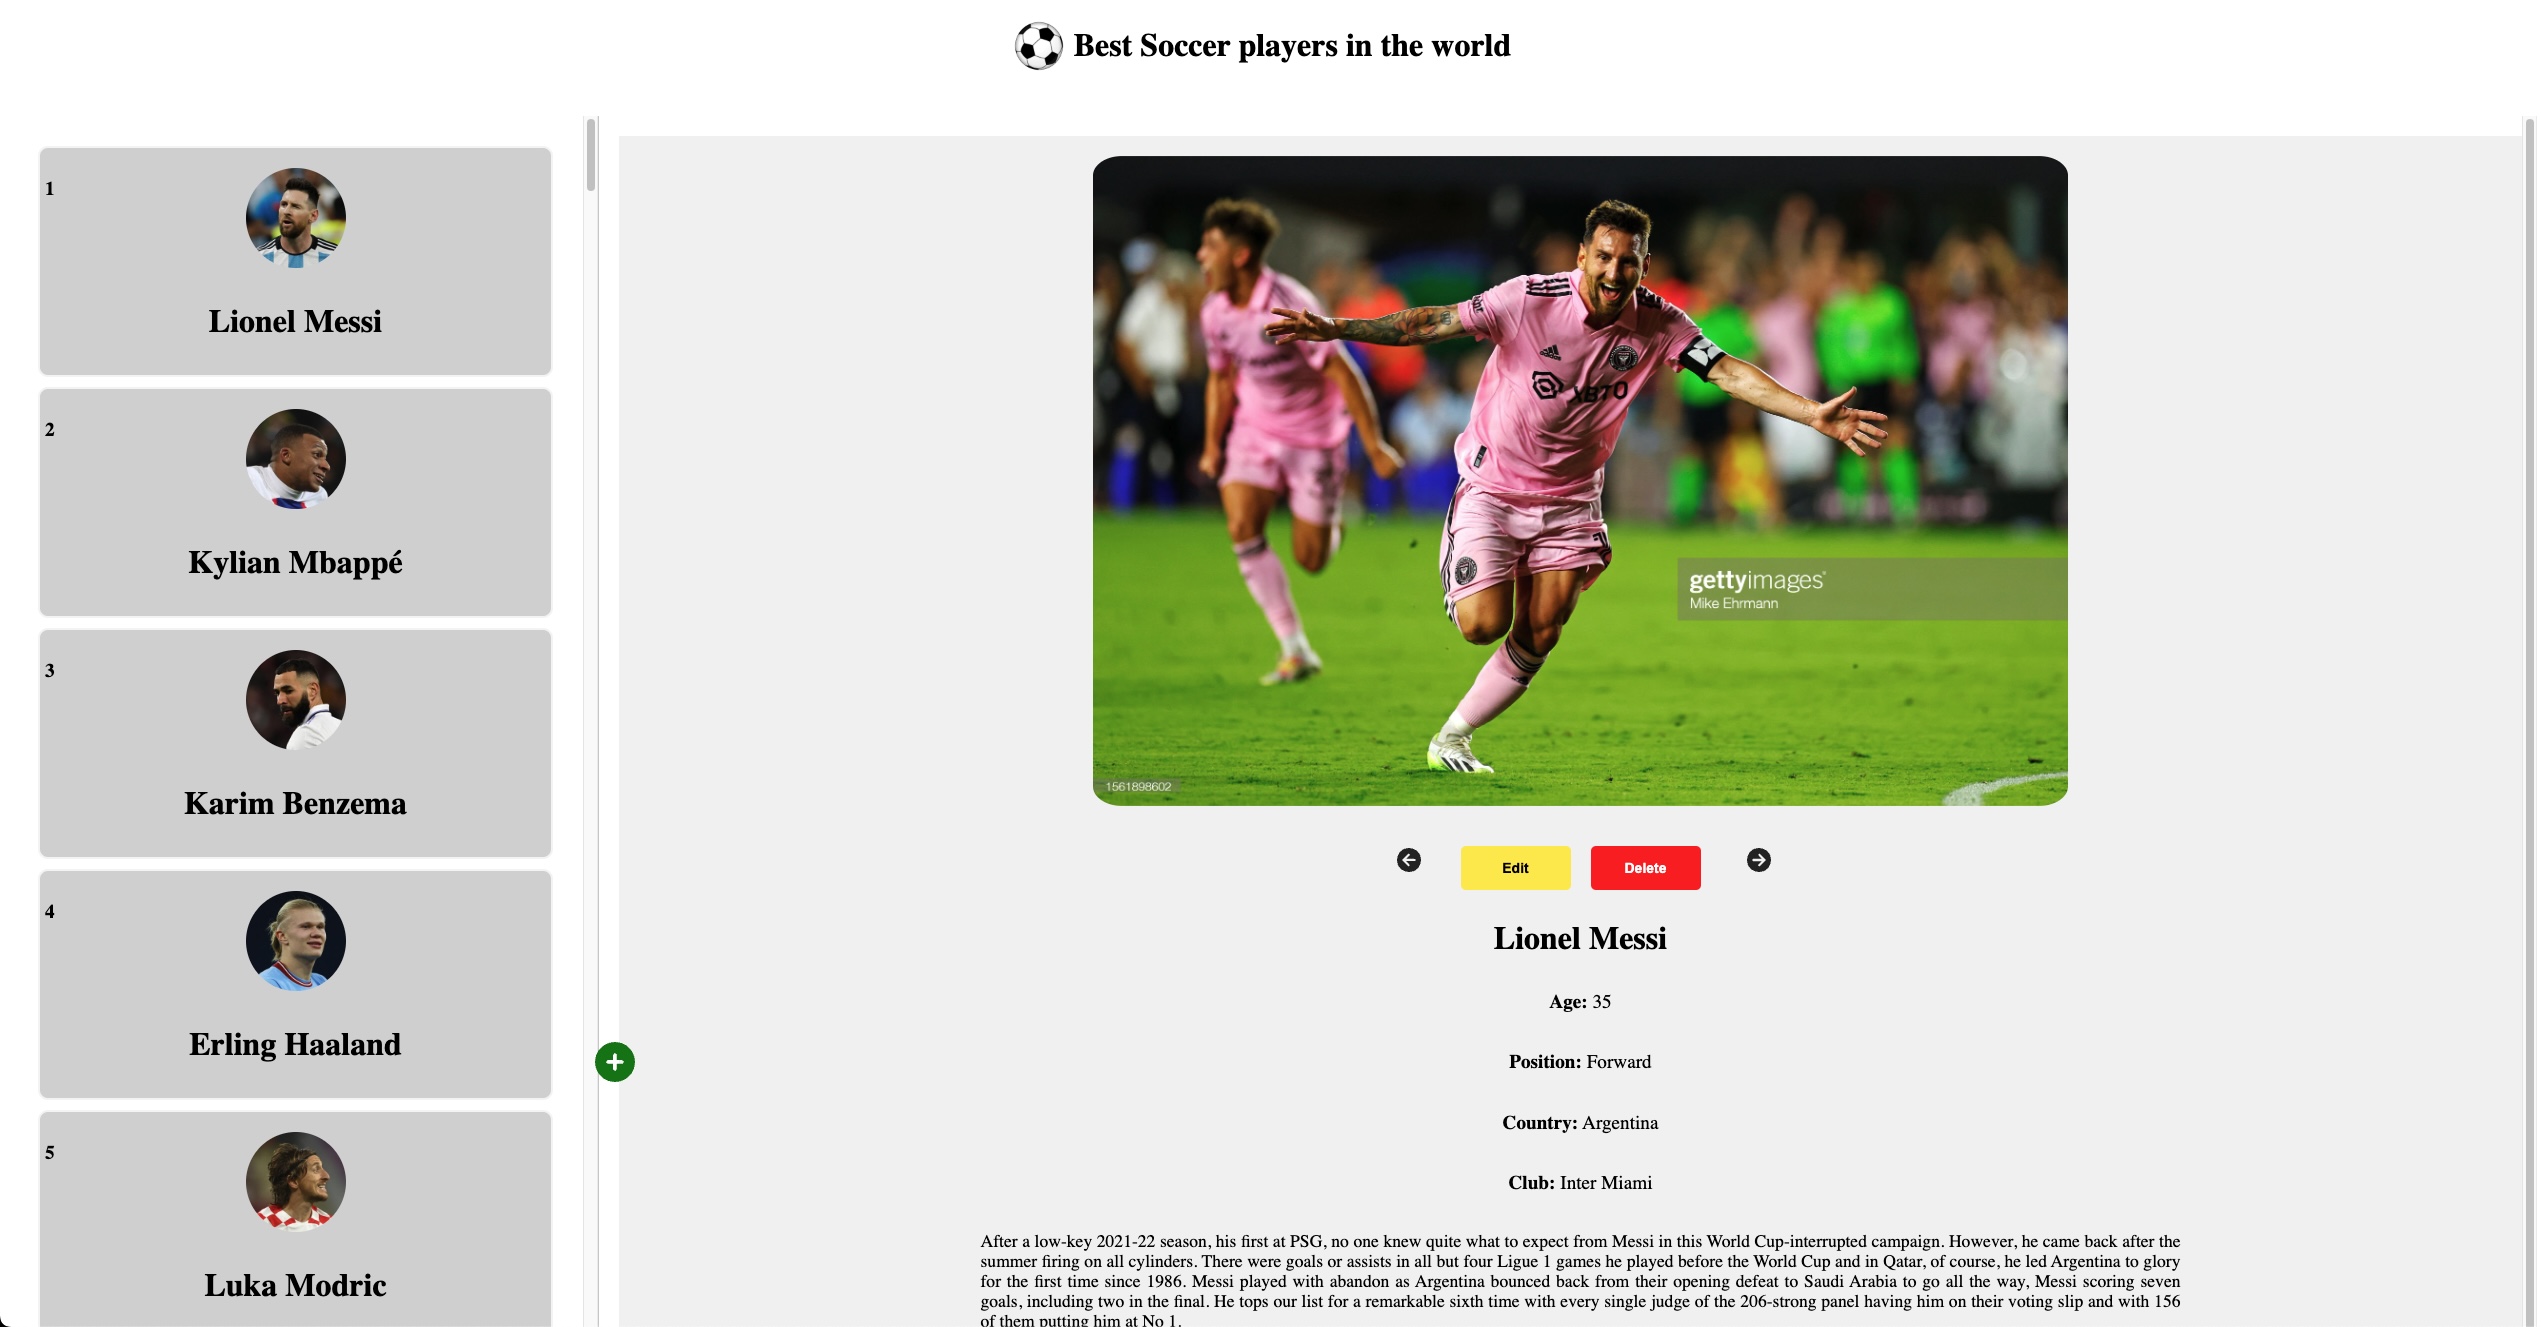 Best Soccer players in the world
1
Lionel Messi
2
Kylian Mbappé
3
Karim Benzema
4
Erling Haaland
5
Luka Modric
XBTO
gettyimages®
Mike Ehrmann
1561898602
Edit
Delete
Lionel Messi
Age: 35
Position: Forward
Country: Argentina
Club: Inter Miami
After a low-key 2021-22 season, his first at PSG, no one knew quite what to expect from Messi in this World Cup-interrupted campaign. However, he came back after the
summer firing on all cylinders. There were goals or assists in all but four Ligue 1 games he played before the World Cup and in Qatar, of course, he led Argentina to glory
for the first time since 1986. Messi played with abandon as Argentina bounced back from their opening defeat to Saudi Arabia to go all the way, Messi scoring seven
goals, including two in the final. He tops our list for a remarkable sixth time with every single judge of the 206-strong panel having him on their voting slip and with 156
of them putting him at No 1.